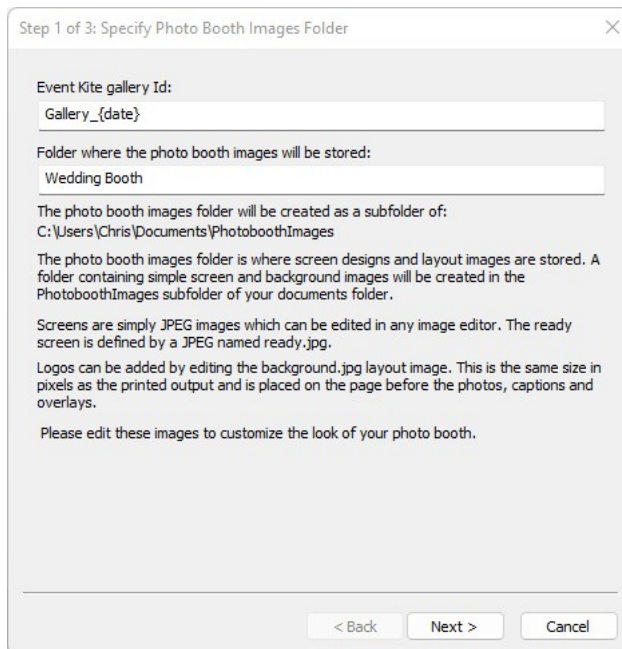 Step 1 of 3: Specify Photo Booth Images Folder
Event Kite gallery Id:
Gallery_{date}
Folder where the photo booth images will be stored:
Wedding Booth
The photo booth images folder will be created as a subfolder of:
C:\Users\Chris\Documents\PhotoboothImages
The photo booth images folder is where screen designs and layout images are stored. A
folder containing simple screen and background images will be created in the
PhotoboothImages subfolder of your documents folder.
Screens are simply JPEG images which can be edited in any image editor. The ready
screen is defined by a JPEG named ready.jpg.
Logos can be added by editing the background.jpg layout image. This is the same size in
pixels as the printed output and is placed on the page before the photos, captions and
overlays.
Please edit these images to customize the look of your photo booth.
< Back
Next >
Cancel